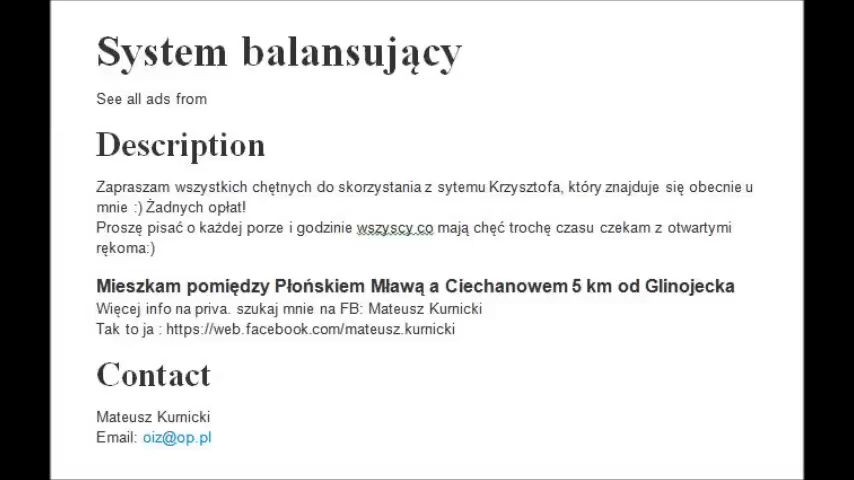 System balansujący
See all ads from
Description
Zapraszam wszystkich chętnych do skorzystania z sytemu Krzysztofa, który znajduje się obecnie u
mnie :) Żadnych opłat!
Proszę pisać o każdej porze i godzinie wszyscy co mają chęć trochę czasu czekam z otwartymi
rękoma:)
Mieszkam pomiędzy Płońskiem Mławą a Ciechanowem 5 km od Glinojecka
Więcej info na priva. szukaj mnie na FB: Mateusz Kurnicki
Tak to ja : https://web.facebook.com/mateusz.kurnicki
Contact
Mateusz Kurnicki
Email: oiz@op.pl